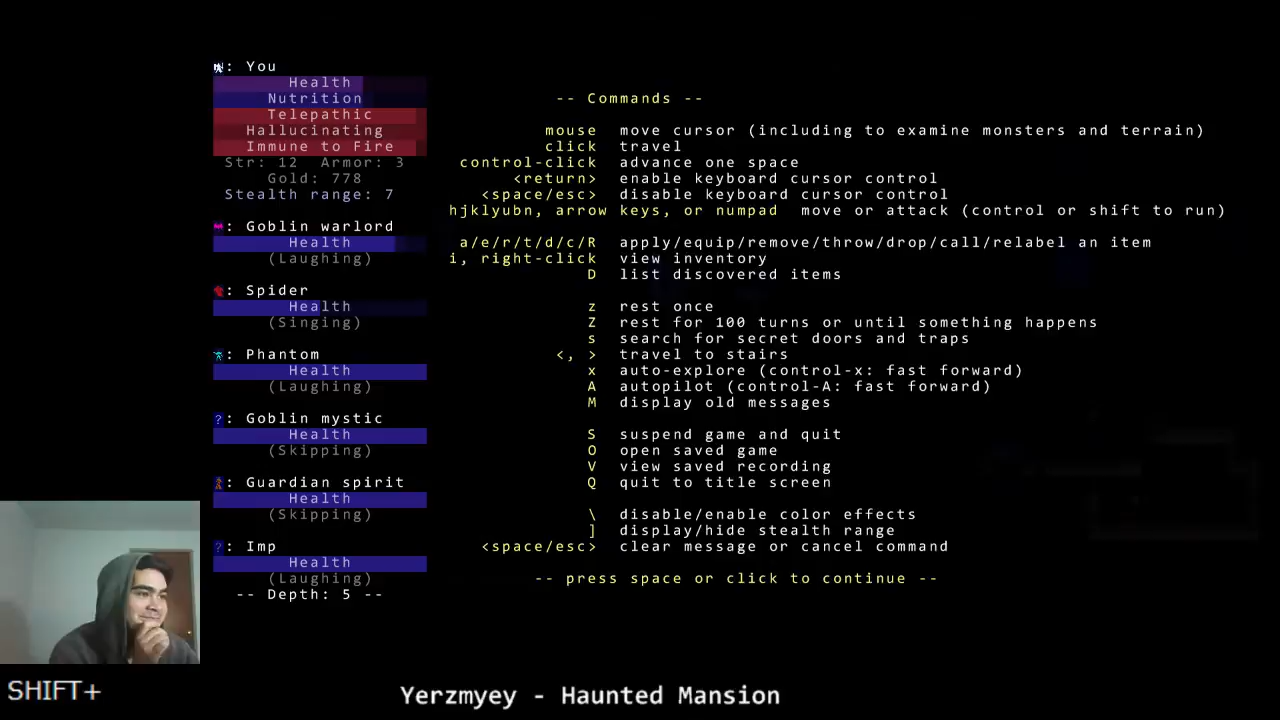 : You
Health
Nutrition
Telepathic
Hallucinating
Immune to Fire
Str: 12 Armor: 3
Gold: 778
Stealth range: 7
: Goblin warlord
Health
(Laughing)
: Spider
Health
(Singing)
: Phantom
Health
(Laughing)
?: Goblin mystic
Health
(Skipping)
: Guardian spirit
Health
(Skipping)
?: Imp
Health
(Laughing)
-- Depth: 5 --
-- Commands --
mouse move cursor (including to examine monsters and terrain)
click travel
control-click advance one space
<return> enable keyboard cursor control
<space/esc> disable keyboard cursor control
hjklyubn, arrow keys, or numpad move or attack (control or shift to run)
a/e/r/t/d/c/R apply/equip/remove/throw/drop/call/relabel an item
i, right-click view inventory
D list discovered items
z rest once
Z rest for 100 turns or until something happens
s search for secret doors and traps
<, > travel to stairs
x auto-explore (control-x: fast forward)
A autopilot (control-A: fast forward)
M display old messages
S suspend game and quit
O open saved game
V view saved recording
Q quit to title screen
\ disable/enable color effects
] display/hide stealth range
<space/esc> clear message or cancel command
-- press space or click to continue --
SHIFT+
Yerzmyey - Haunted Mansion